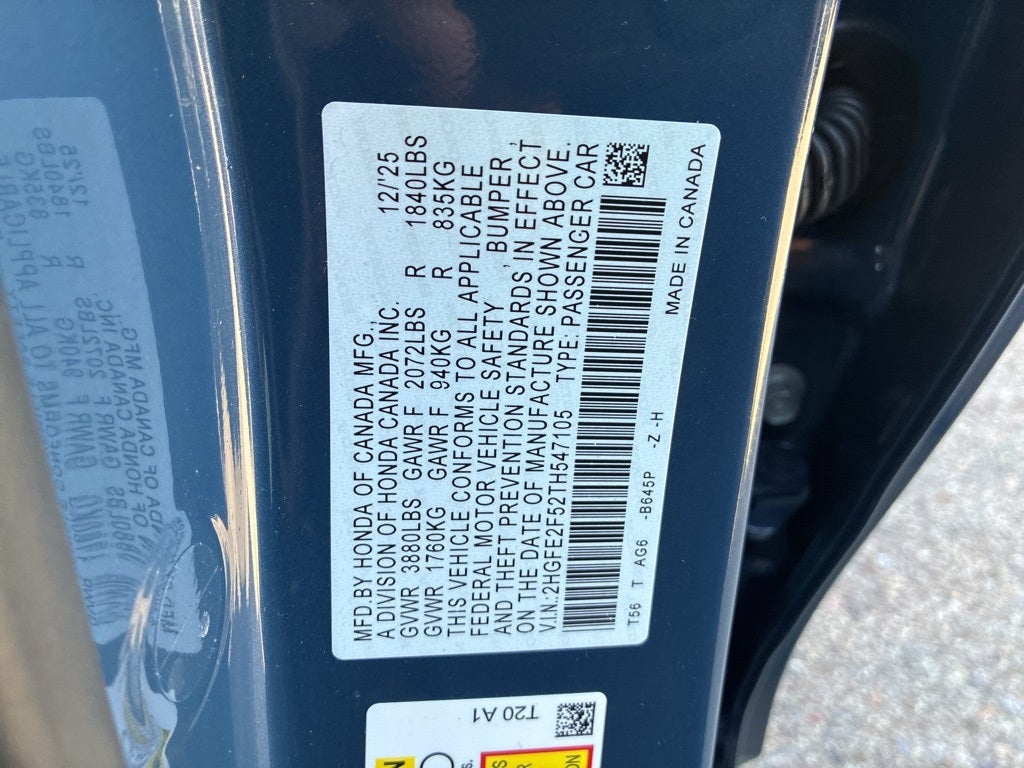 MFD.BY HONDA OF CANADA MFG.,
A DIVISION OF HONDA CANADA INC. 12/'25
GVWR 3880LBS GAWR F 2072LBS R 1840LBS
GVWR 1760KG GAWR F 940KG R 835KG
THIS VEHICLE CONFORMS TO ALL APPLICABLE
FEDERAL MOTOR VEHICLE SAFETY , BUMPER ,
AND THEFT PREVENTION STANDARDS, IN EFFECT
ON THE DATE OF MANUFACTURE SHOWN ABOVE.
V.I.N.:2HGFE2F52TH547105 TYPE: PASSENGER CAR
T56 T AG6 -B645P -Z -H
MADE IN CANADA
T20 A1